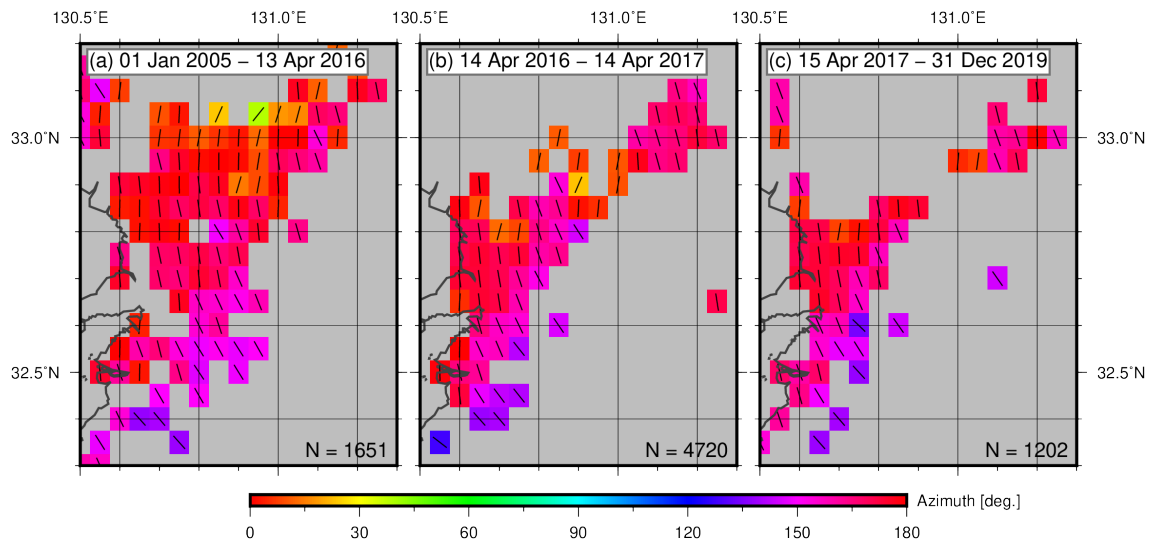 130.5˚E 131.0˚E 130.5˚E 131.0˚E 130.5˚E 131.0˚E
(a) 01 Jan 2005 − 13 Apr 2016 (b) 14 Apr 2016 − 14 Apr 2017 (c) 15 Apr 2017 − 31 Dec 2019
33.0˚N 33.0˚N
32.5˚N 32.5˚N
N = 1651 N = 4720 N = 1202
Azimuth [deg.]
0 30 60 90 120 150 180